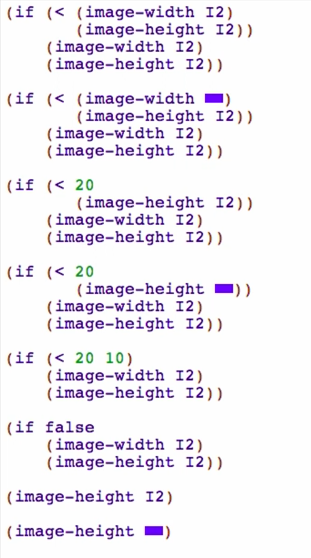 (if (< (image-width I2)
(image-height I2))
(image-width I2)
(image-height I2))
(if (< (image-width )
(image-height I2))
(image-width I2)
(image-height I2))
(if (< 20
(image-height I2))
(image-width I2)
(image-height I2))
(if (< 20
(image-height ))
(image-width I2)
(image-height I2))
(if (< 20 10)
(image-width I2)
(image-height I2))
(if false
(image-width I2)
(image-height I2))
(image-height I2)
(image-height )